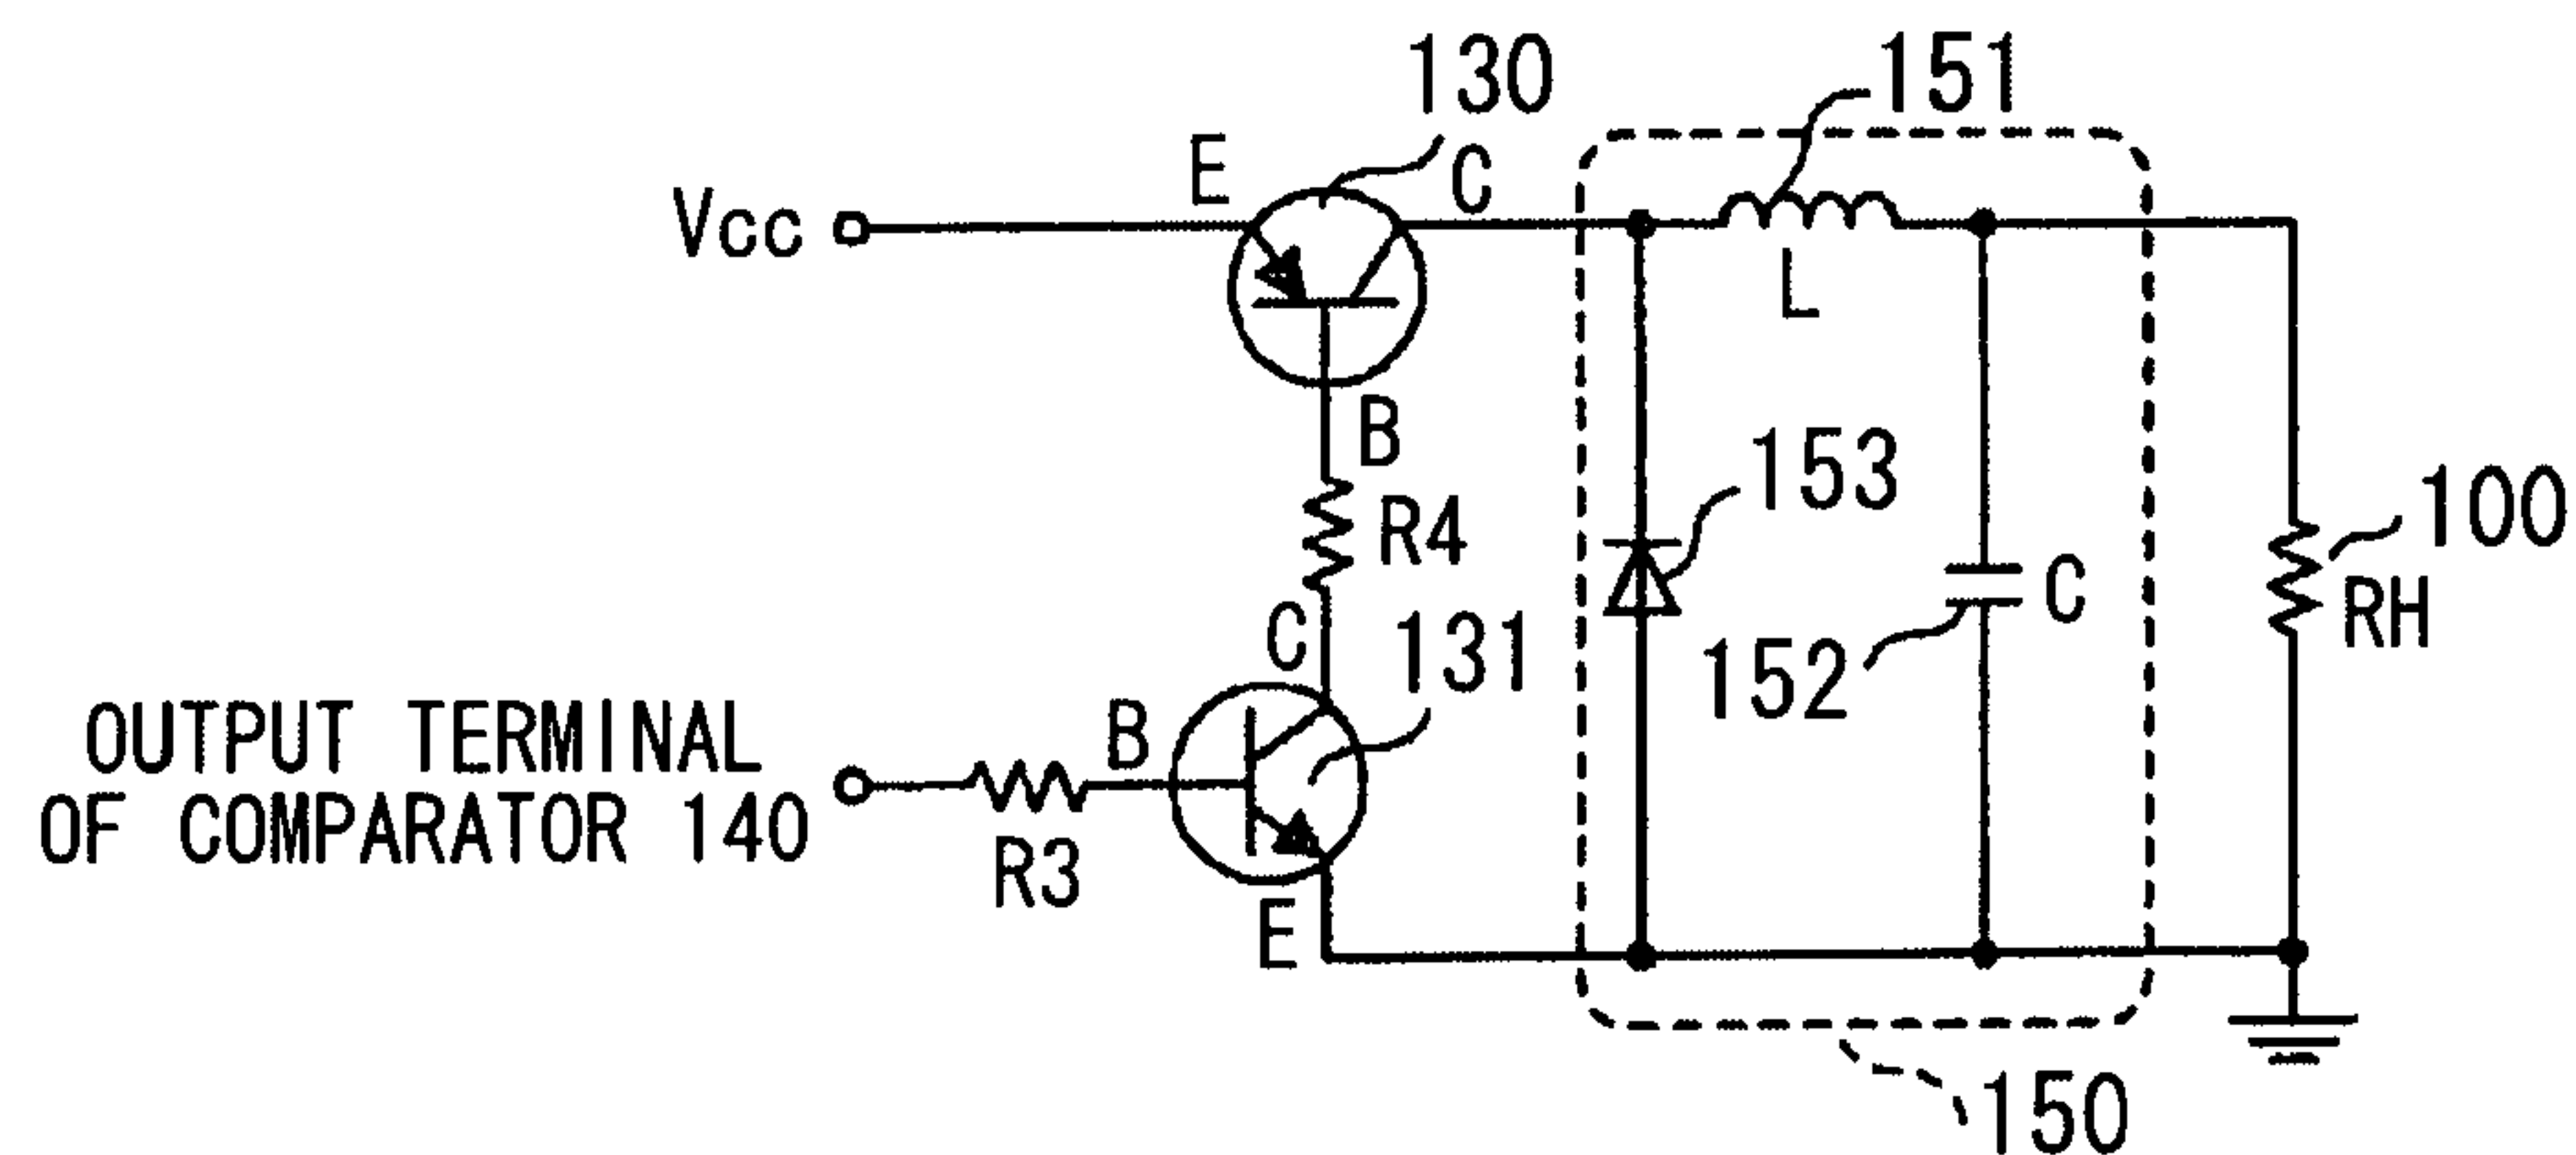 130
151
E
C
Vcc
L
B
153
R4
100
C
C
RH
131
152
OUTPUT TERMINAL
OF COMPARATOR 140
B
R3
E
150